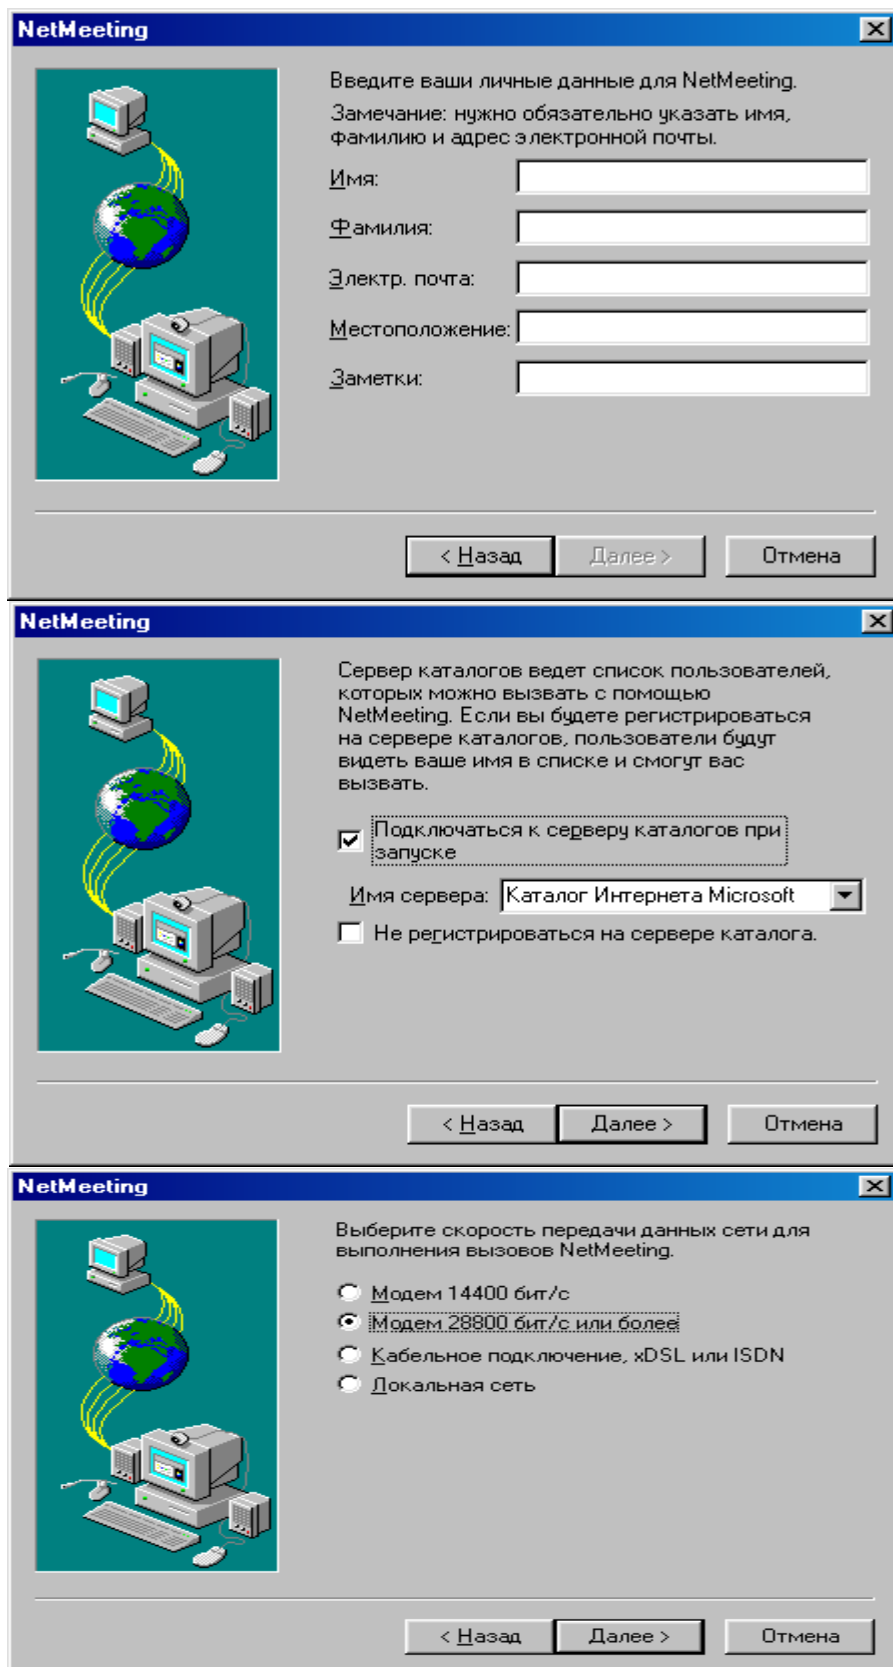 NetMeeting
Введите ваши личные данные для NetMeeting.
Замечание: нужно обязательно указать имя,
фамилию и адрес электронной почты.
Имя:
Фамилия:
Электр. почта:
Местоположение:
Заметки:
< Назад
Далее >
Отмена
NetMeeting
Сервер каталогов ведет список пользователей,
которых можно вызвать с помощью
NetMeeting. Если вы будете регистрироваться
на сервере каталогов, пользователи будут
видеть ваше имя в списке и смогут вас
вызвать.
Подключаться к серверу каталогов при
запуске
Имя сервера: Каталог Интернета Microsoft
Не регистрироваться на сервере каталога.
< Назад
Далее >
Отмена
NetMeeting
Выберите скорость передачи данных сети для
выполнения вызовов NetMeeting.
Модем 14400 бит/с
Модем 28800 бит/с или более
Кабельное подключение, xDSL или ISDN
Локальная сеть
< Назад
Далее >
Отмена